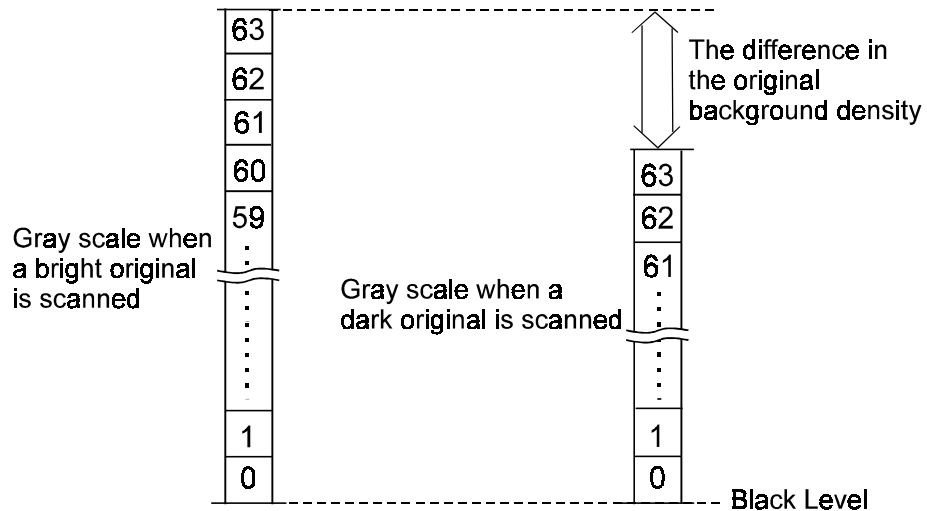 63
62
61
60
59
Gray scale when
a bright original
is scanned
1
0
The difference in
the original
background density
63
62
61
Gray scale when a
dark original is scanned
1
0
Black Level